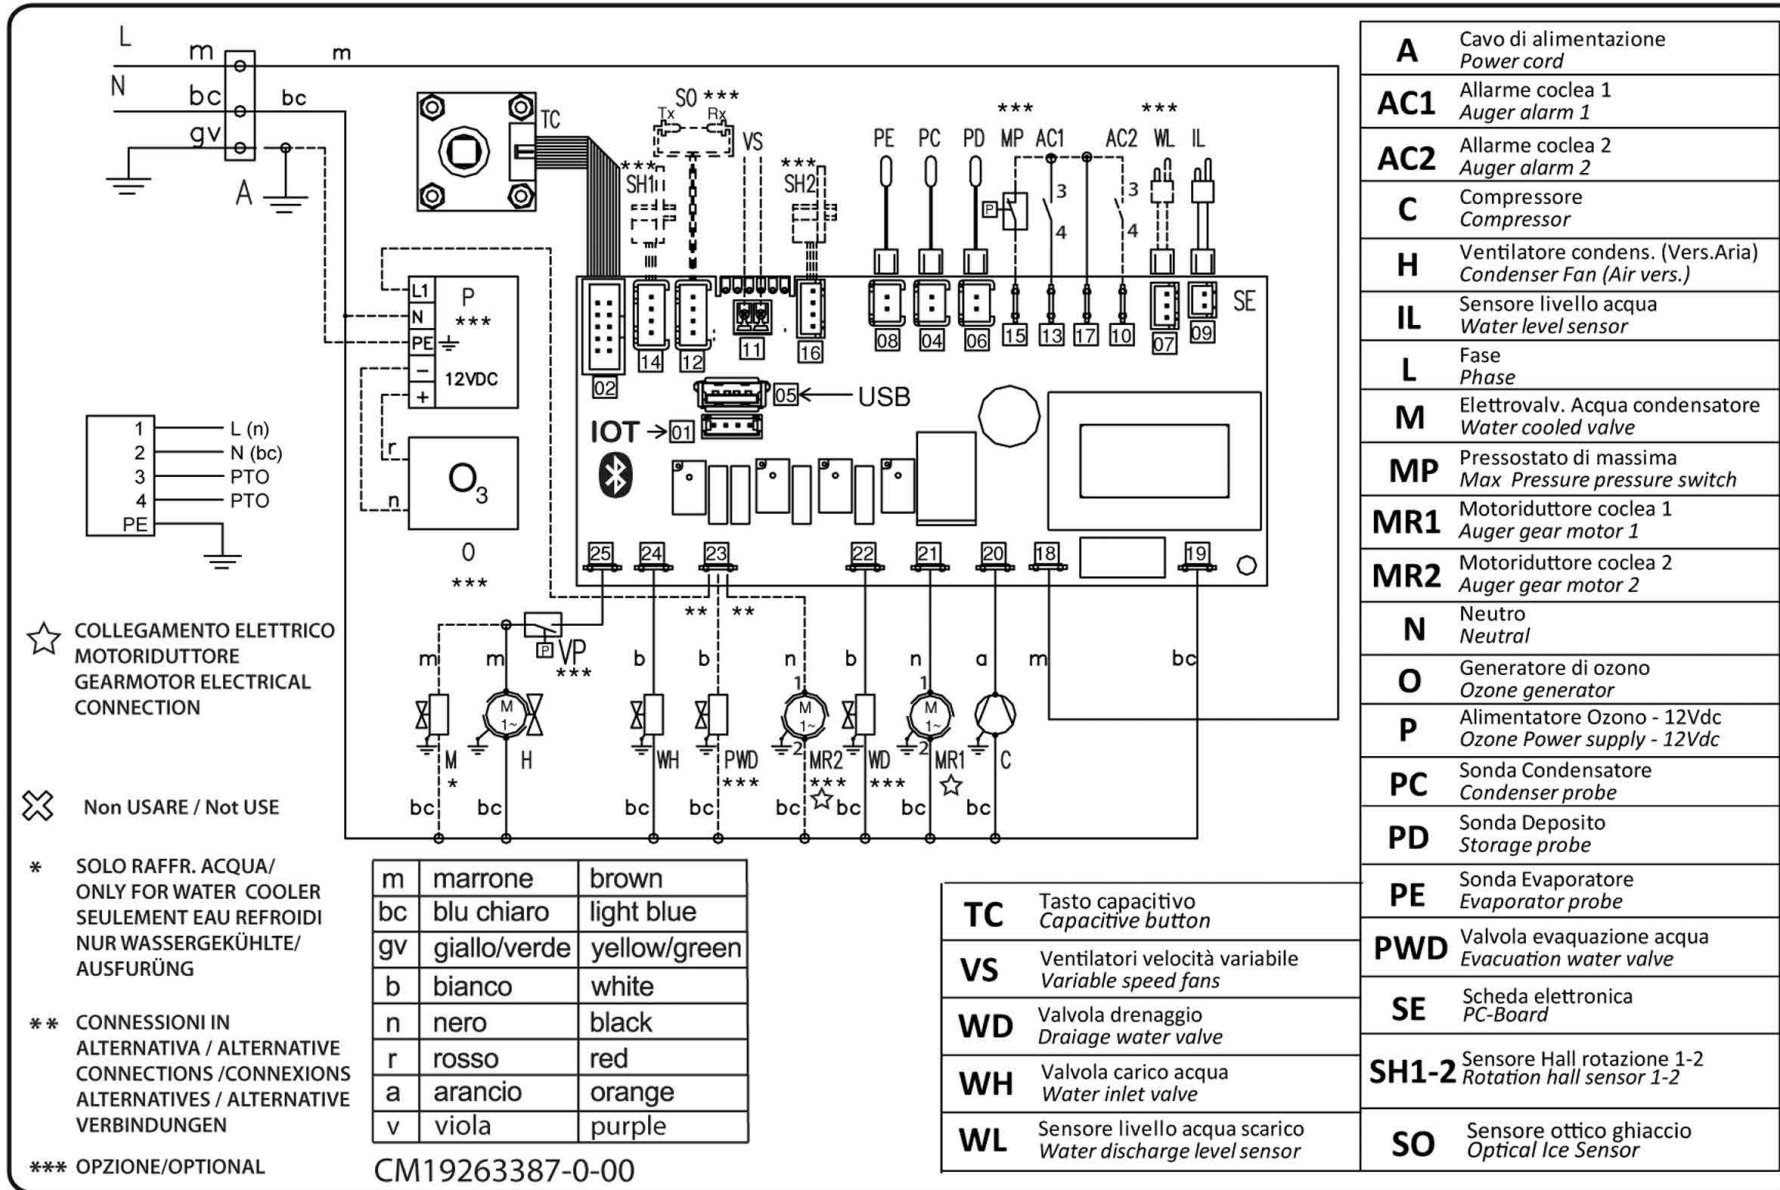 L
m
m
N
bc
bc
gv
A
TC
SO ***
Tx
Rx
VS
***
SH1
***
SH2
PE
PC
PD
***
MP
AC1
AC2
***
WL
IL
P
3
4
3
4
SE
L1
P
N
***
PE
−
12VDC
+
02
14
12
11
16
08
04
06
15
13
17
10
07
09
05
USB
IOT
01
r
n
O3
O
***
1
L (n)
2
N (bc)
3
PTO
4
PTO
PE
25
24
23
22
21
20
18
19
**
**
P
VP
***
m
m
b
b
n
b
n
a
m
bc
1
1
M
1~
M
1~
M
1~
2
2
M
*
H
WH
PWD
***
MR2
***
WD
***
MR1
C
bc
bc
bc
bc
bc
bc
bc
bc
COLLEGAMENTO ELETTRICO
MOTORIDUTTORE
GEARMOTOR ELECTRICAL
CONNECTION
Non USARE / Not USE
* SOLO RAFFR. ACQUA/
ONLY FOR WATER COOLER
SEULEMENT EAU REFROIDI
NUR WASSERGEKÜHLTE/
AUSFURÜNG
** CONNESSIONI IN
ALTERNATIVA / ALTERNATIVE
CONNECTIONS /CONNEXIONS
ALTERNATIVES / ALTERNATIVE
VERBINDUNGEN
*** OPZIONE/OPTIONAL
m marrone brown
bc blu chiaro light blue
gv giallo/verde yellow/green
b bianco white
n nero black
r rosso red
a arancio orange
v viola purple
CM19263387-0-00
TC Tasto capacitivo
Capacitive button
VS Ventilatori velocità variabile
Variable speed fans
WD Valvola drenaggio
Draiage water valve
WH Valvola carico acqua
Water inlet valve
WL Sensore livello acqua scarico
Water discharge level sensor
A Cavo di alimentazione
Power cord
AC1 Allarme coclea 1
Auger alarm 1
AC2 Allarme coclea 2
Auger alarm 2
C Compressore
Compressor
H Ventilatore condens. (Vers.Aria)
Condenser Fan (Air vers.)
IL Sensore livello acqua
Water level sensor
L Fase
Phase
M Elettrovalv. Acqua condensatore
Water cooled valve
MP Pressostato di massima
Max Pressure pressure switch
MR1 Motoriduttore coclea 1
Auger gear motor 1
MR2 Motoriduttore coclea 2
Auger gear motor 2
N Neutro
Neutral
O Generatore di ozono
Ozone generator
P Alimentatore Ozono - 12Vdc
Ozone Power supply - 12Vdc
PC Sonda Condensatore
Condenser probe
PD Sonda Deposito
Storage probe
PE Sonda Evaporatore
Evaporator probe
PWD Valvola evaquazione acqua
Evacuation water valve
SE Scheda elettronica
PC-Board
SH1-2 Sensore Hall rotazione 1-2
Rotation hall sensor 1-2
SO Sensore ottico ghiaccio
Optical Ice Sensor